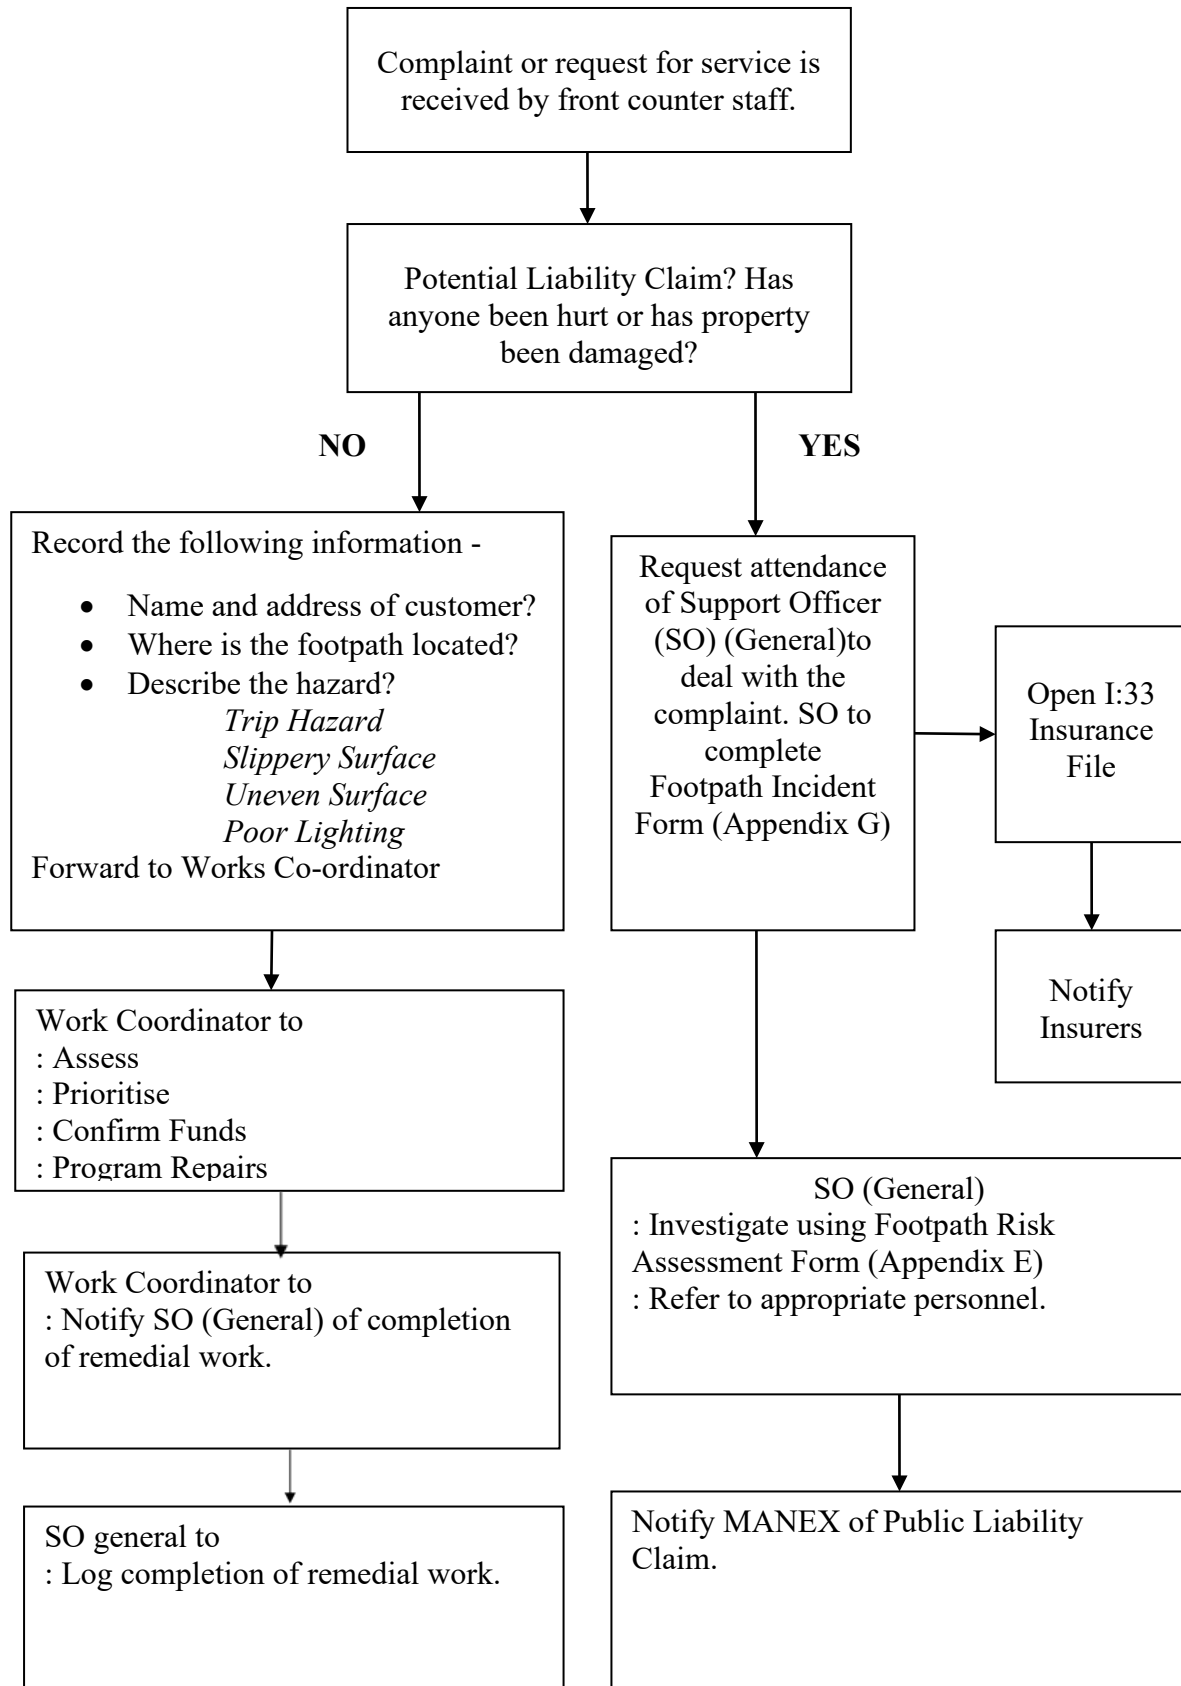 Complaint or request for service is
received by front counter staff.
Potential Liability Claim? Has
anyone been hurt or has property
been damaged?
NO
YES
Record the following information -
• Name and address of customer?
• Where is the footpath located?
• Describe the hazard?
Trip Hazard
Slippery Surface
Uneven Surface
Poor Lighting
Forward to Works Co-ordinator
Request attendance
of Support Officer
(SO) (General)to
deal with the
complaint. SO to
complete
Footpath Incident
Form (Appendix G)
Open I:33
Insurance
File
Notify
Insurers
Work Coordinator to
: Assess
: Prioritise
: Confirm Funds
: Program Repairs
SO (General)
: Investigate using Footpath Risk
Assessment Form (Appendix E)
: Refer to appropriate personnel.
Work Coordinator to
: Notify SO (General) of completion
of remedial work.
SO general to
: Log completion of remedial work.
Notify MANEX of Public Liability
Claim.